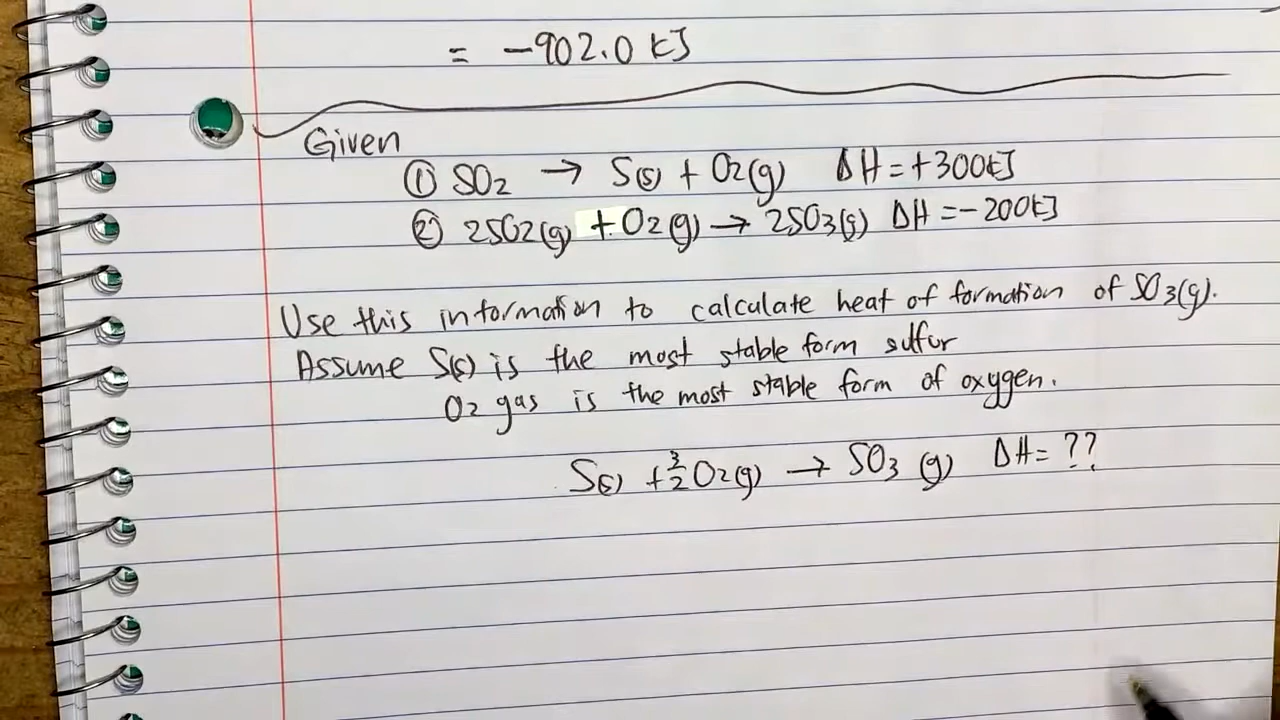 = -902.0 kJ
Given
① SO₂ → S(s) + O₂(g) ΔH = +300kJ
② 2SO₂(g) + O₂(g) → 2SO₃(g) ΔH = -200kJ
Use this information to calculate heat of formation of SO₃(g).
Assume S(s) is the most stable form sulfur
O₂ gas is the most stable form of oxygen.
S(s) + 3/2 O₂(g) → SO₃ (g) ΔH = ??